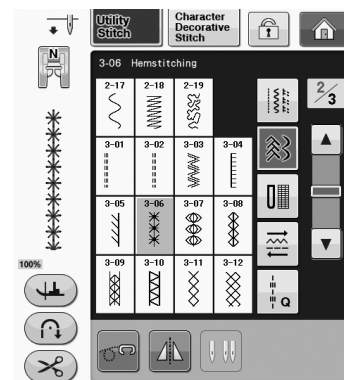 Utility
Stitch
Character
Decorative
Stitch
N
3-06 Hemstitching
2-17 2-18 2-19
2/3
3-01 3-02 3-03 3-04
3-05 3-06 3-07 3-08
100%
3-09 3-10 3-11 3-12
Q